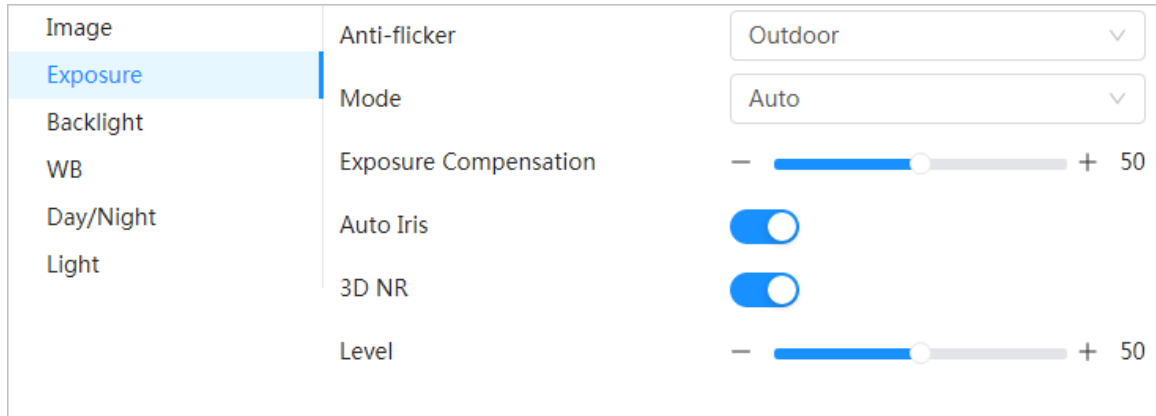 Image
Exposure
Backlight
WB
Day/Night
Light
Anti-flicker Outdoor
Mode Auto
Exposure Compensation 50
Auto Iris
3D NR
Level 50